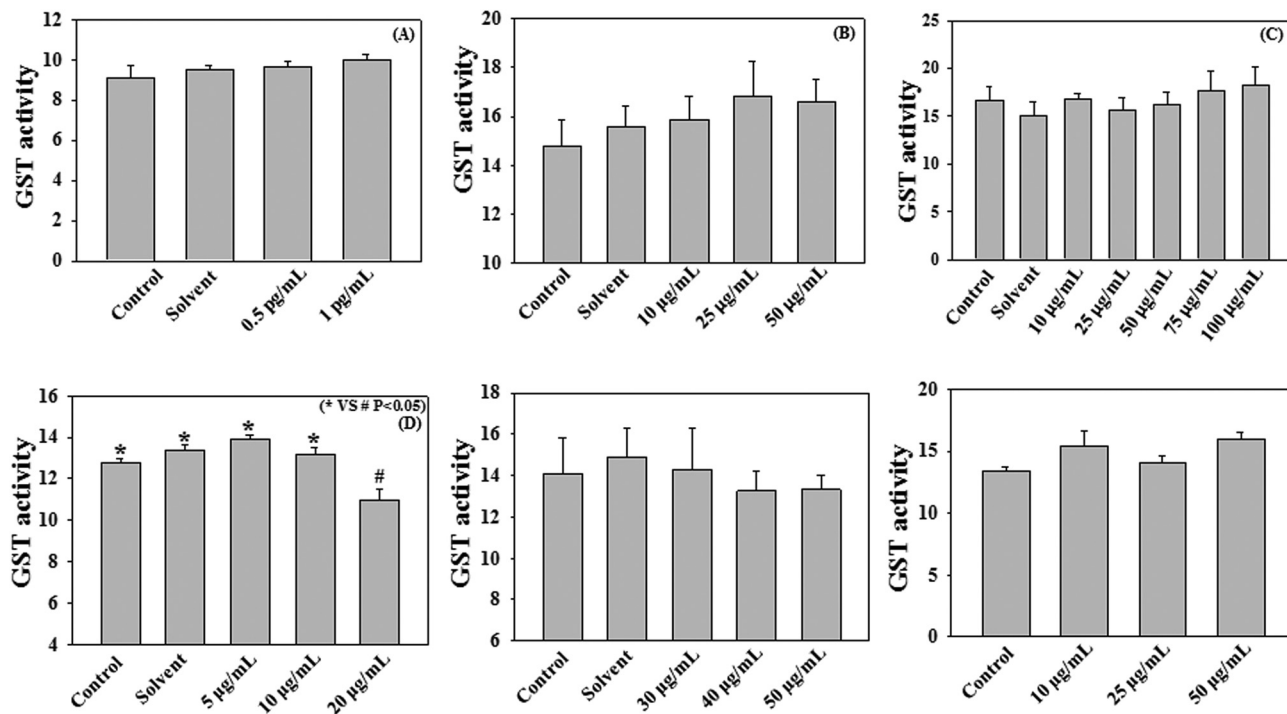 (A)
GST activity
12
10
8
6
4
2
0
Control
Solvent
0.5 pg/mL
1 pg/mL
(B)
GST activity
20
18
16
14
12
10
Control
Solvent
10 µg/mL
25 µg/mL
50 µg/mL
(C)
GST activity
25
20
15
10
5
0
Control
Solvent
10 µg/mL
25 µg/mL
50 µg/mL
75 µg/mL
100 µg/mL
(* VS # P<0.05)
(D)
GST activity
16
14
12
10
8
6
4
*
*
*
*
#
Control
Solvent
5 µg/mL
10 µg/mL
20 µg/mL
GST activity
18
16
14
12
10
8
6
Control
Solvent
30 µg/mL
40 µg/mL
50 µg/mL
GST activity
20
15
10
5
0
Control
10 µg/mL
25 µg/mL
50 µg/mL